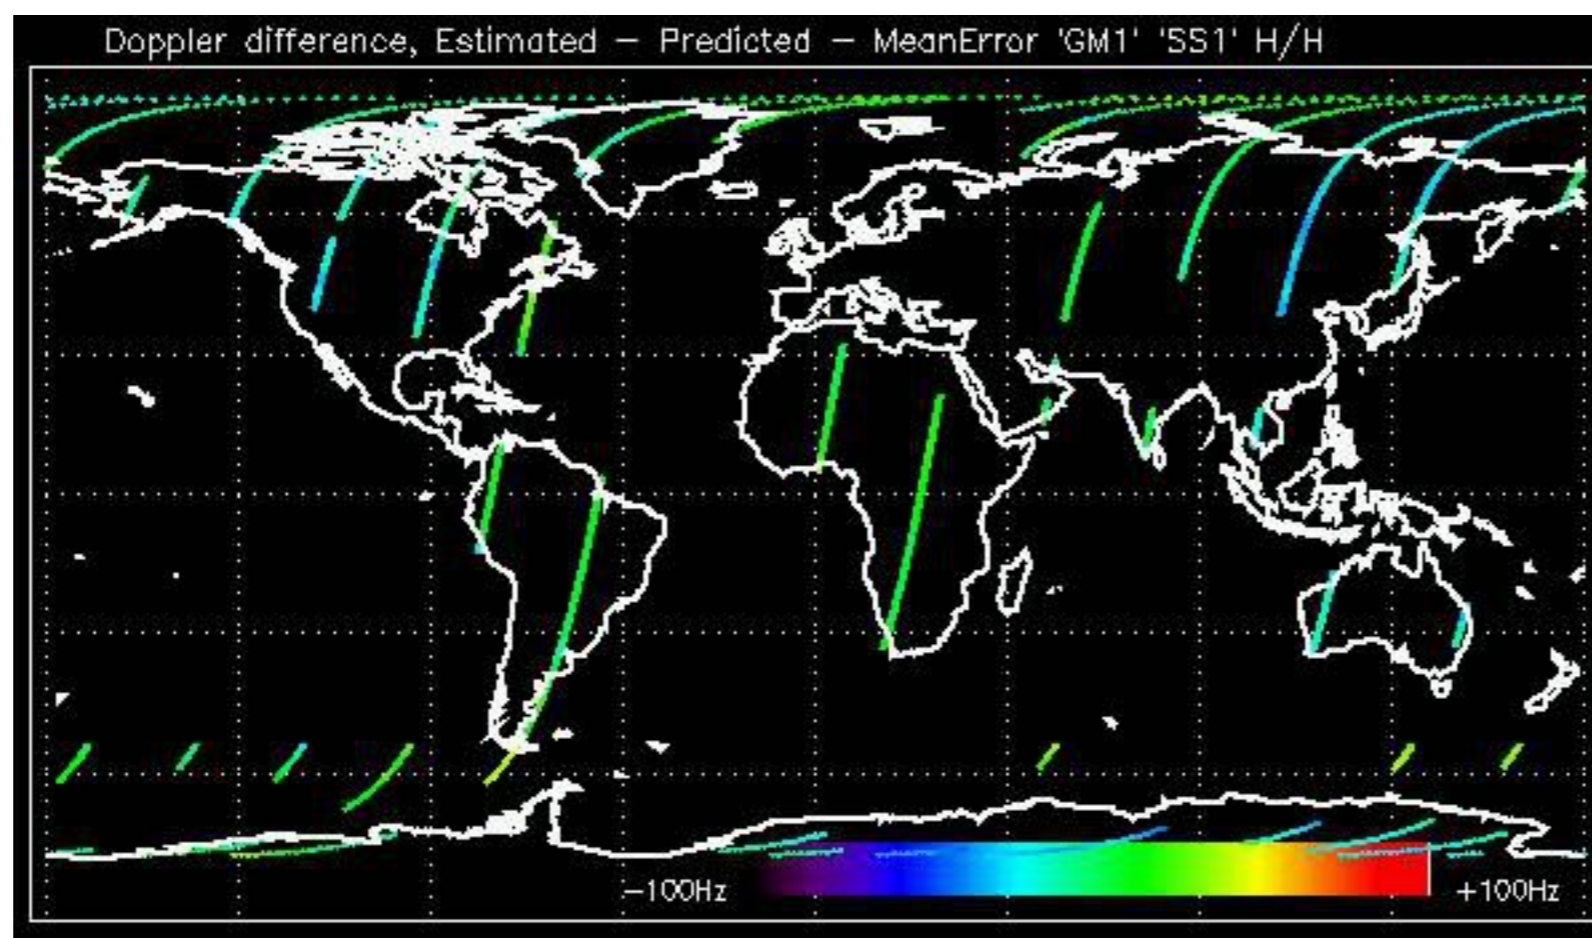 Doppler difference, Estimated – Predicted – MeanError 'GM1' 'SS1' H/H
-100Hz
+100Hz